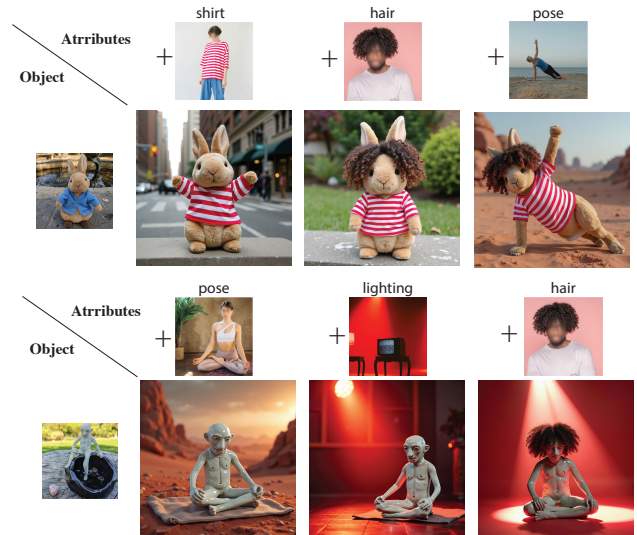 shirt
hair
pose
Atrributes
+
+
+
Object
pose
lighting
hair
Atrributes
+
+
+
Object